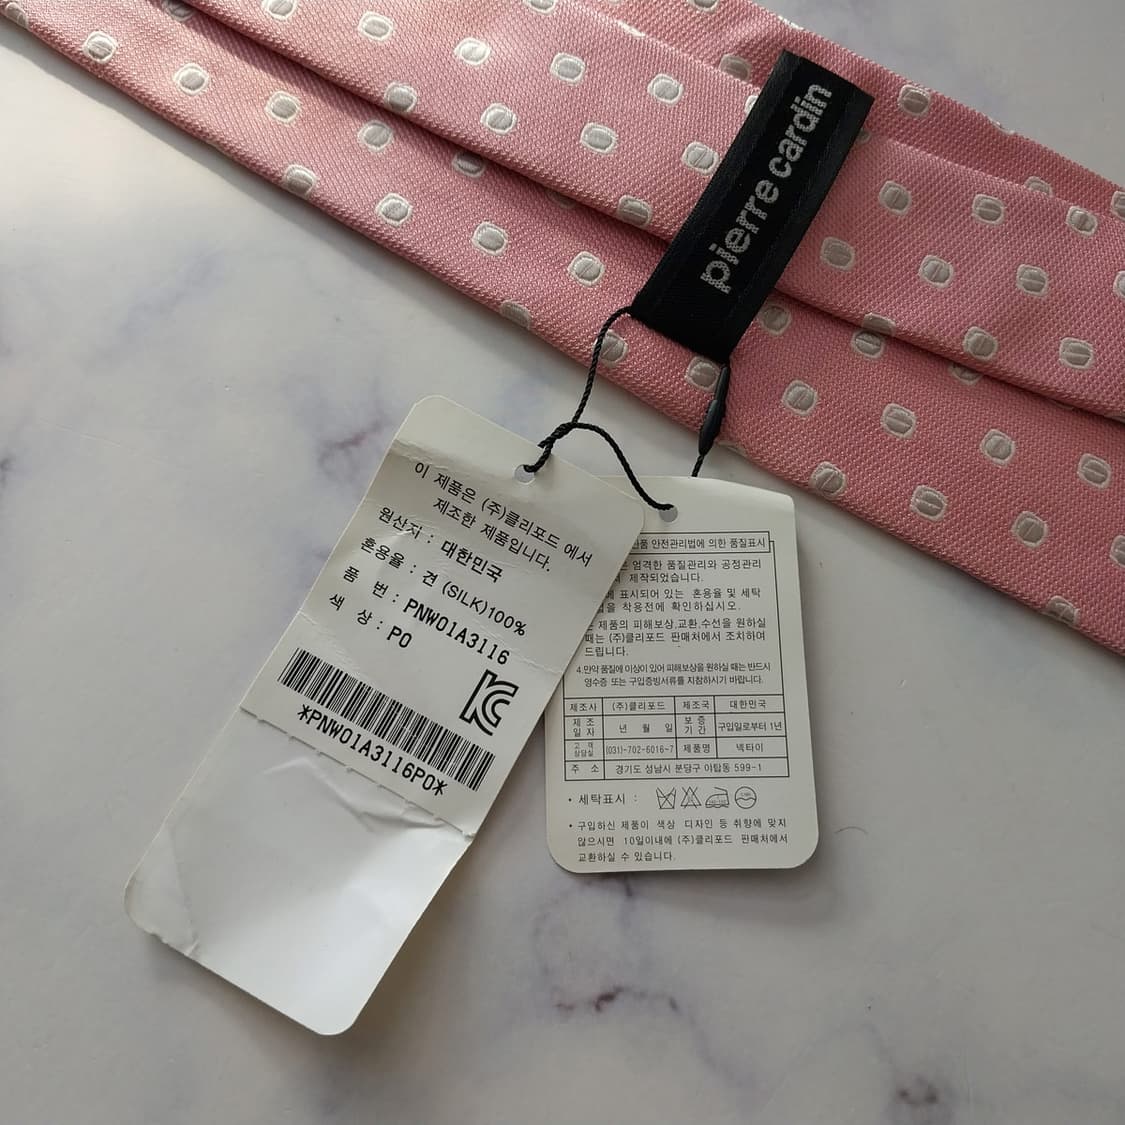 pierre cardin
이 제품은 (주)클리포드 에서
제조한 제품입니다.
원산지 : 대한민국
혼용율 : 견 (SILK)100%
품 번 : PNW01A3116
색 상 : PO
*PNW01A3116PO*
안전관리법에 의한 품질표시
엄격한 품질관리와 공정관리
제작되었습니다.
표시되어 있는 혼용율 및 세탁
착용전에 확인하십시오.
제품의 피해보상,교환,수선을 원하실
때는 (주)클리포드 판매처에서 조치하여
드립니다.
4.만약 품질에 이상이 있어 피해보상을 원하실 때는 반드시
영수증 또는 구입증빙서류를 지참하시기 바랍니다.
제조사 (주)클리포드 제조국 대한민국
제 조 일 자 년 월 일 보 증 기 간 구입일로부터 1년
고 객 상담실 (031)-702-6016~7 제품명 넥타이
주 소 경기도 성남시 분당구 야탑동 599-1
• 세탁표시 :
• 구입하신 제품이 색상 디자인 등 취향에 맞지
않으시면 10일이내에 (주)클리포드 판매처에서
교환하실 수 있습니다.